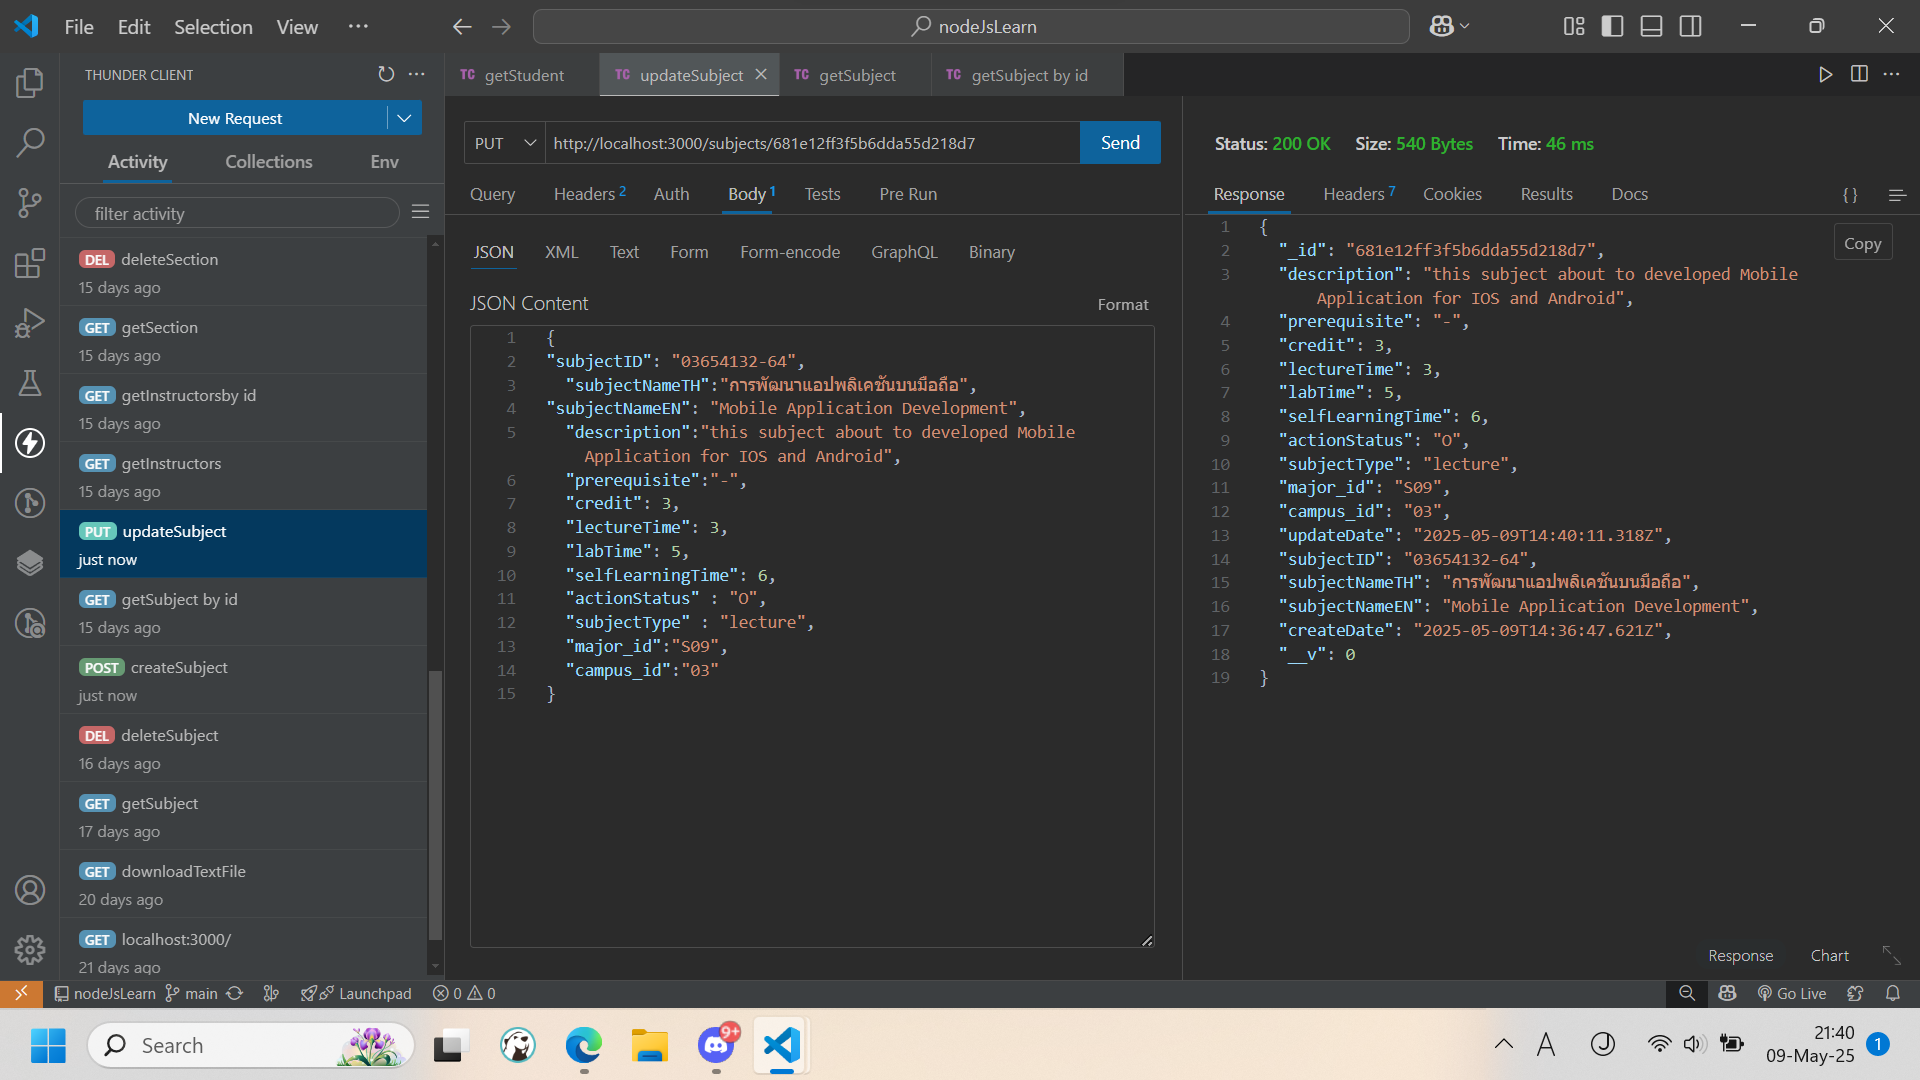 File Edit Selection View ···
nodeJsLearn
THUNDER CLIENT
New Request
Activity Collections Env
filter activity
DEL deleteSection
15 days ago
GET getSection
15 days ago
GET getInstructorsby id
15 days ago
GET getInstructors
15 days ago
PUT updateSubject
just now
GET getSubject by id
15 days ago
POST createSubject
just now
DEL deleteSubject
16 days ago
GET getSubject
17 days ago
GET downloadTextFile
20 days ago
GET localhost:3000/
21 days ago
TC getStudent TC updateSubject TC getSubject TC getSubject by id
PUT http://localhost:3000/subjects/681e12ff3f5b6dda55d218d7 Send
Query Headers 2 Auth Body 1 Tests Pre Run
JSON XML Text Form Form-encode GraphQL Binary
JSON Content Format
1 {
2 "subjectID": "03654132-64",
3 "subjectNameTH":"การพัฒนาแอปพลิเคชันบนมือถือ",
4 "subjectNameEN": "Mobile Application Development",
5 "description":"this subject about to developed Mobile
Application for IOS and Android",
6 "prerequisite":"-",
7 "credit": 3,
8 "lectureTime": 3,
9 "labTime": 5,
10 "selfLearningTime": 6,
11 "actionStatus" : "O",
12 "subjectType" : "lecture",
13 "major_id":"S09",
14 "campus_id":"03"
15 }
Status: 200 OK Size: 540 Bytes Time: 46 ms
Response Headers 7 Cookies Results Docs { }
Copy
1 {
2 "_id": "681e12ff3f5b6dda55d218d7",
3 "description": "this subject about to developed Mobile
Application for IOS and Android",
4 "prerequisite": "-",
5 "credit": 3,
6 "lectureTime": 3,
7 "labTime": 5,
8 "selfLearningTime": 6,
9 "actionStatus": "O",
10 "subjectType": "lecture",
11 "major_id": "S09",
12 "campus_id": "03",
13 "updateDate": "2025-05-09T14:40:11.318Z",
14 "subjectID": "03654132-64",
15 "subjectNameTH": "การพัฒนาแอปพลิเคชันบนมือถือ",
16 "subjectNameEN": "Mobile Application Development",
17 "createDate": "2025-05-09T14:36:47.621Z",
18 "__v": 0
19 }
Response Chart
nodeJsLearn main Launchpad 0 0 Go Live
Search 9+ A J 21:40
09-May-25 1